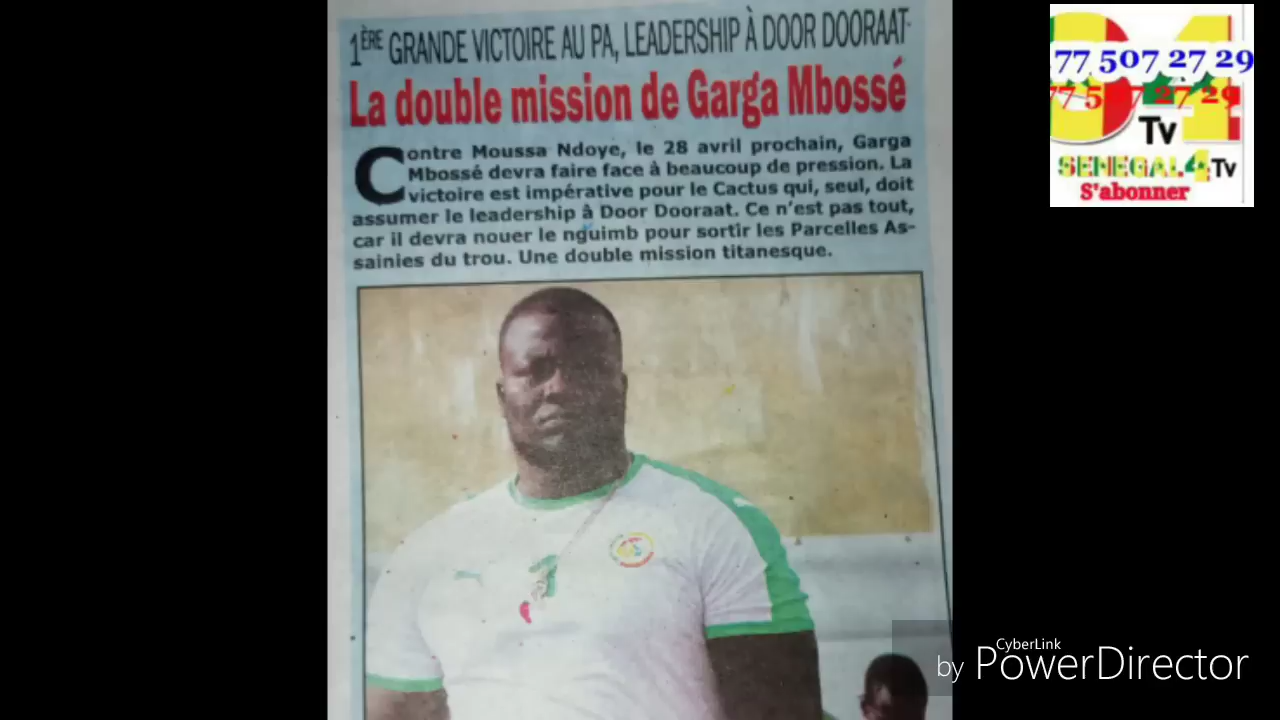 1ÈRE GRANDE VICTOIRE AU PA, LEADERSHIP À DOOR DOORAAT
La double mission de Garga Mbossé
Contre Moussa Ndoye, le 28 avril prochain, Garga
Mbossé devra faire face à beaucoup de pression. La
victoire est impérative pour le Cactus qui, seul, doit
assumer le leadership à Door Dooraat. Ce n'est pas tout,
car il devra nouer le nguimb pour sortir les Parcelles As-
sainies du trou. Une double mission titanesque.
77 507 27 29
77 507 27 29
Tv
SENEGAL4Tv
S'abonner
CyberLink
by PowerDirector